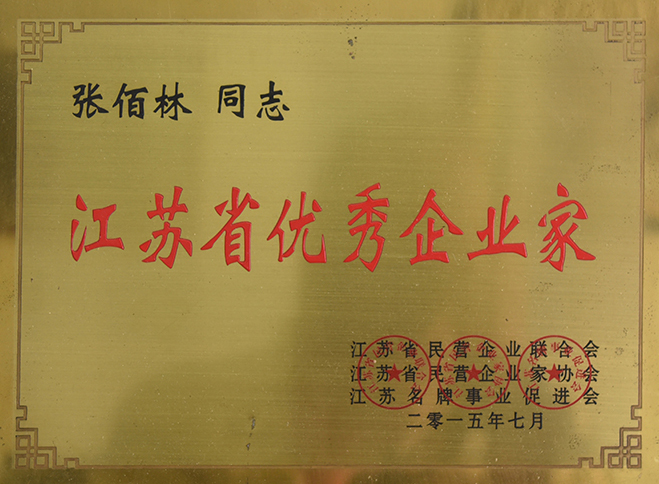 张佰林 同志
江苏省优秀企业家
江苏省民营企业联合会
江苏省民营企业家协会
江苏名牌事业促进会
二零一五年七月